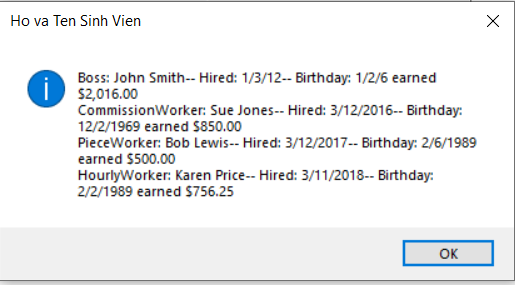 Ho va Ten Sinh Vien
Boss: John Smith-- Hired: 1/3/12-- Birthday: 1/2/6 earned
$2,016.00
CommissionWorker: Sue Jones-- Hired: 3/12/2016-- Birthday:
12/2/1969 earned $850.00
PieceWorker: Bob Lewis-- Hired: 3/12/2017-- Birthday: 2/6/1989
earned $500.00
HourlyWorker: Karen Price-- Hired: 3/11/2018-- Birthday:
2/2/1989 earned $756.25
OK